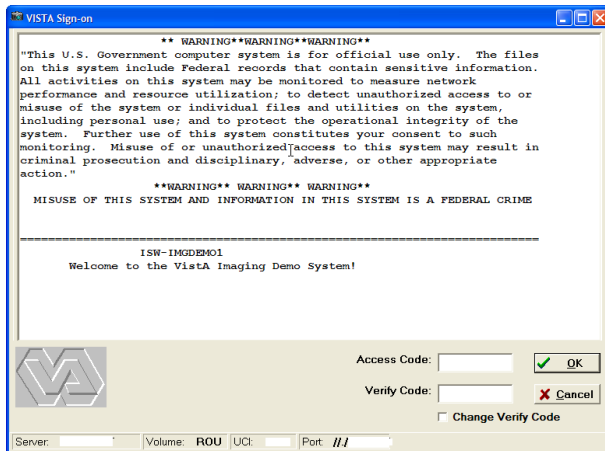 VISTA Sign-on
** WARNING**WARNING**WARNING**
"This U.S. Government computer system is for official use only. The files
on this system include Federal records that contain sensitive information.
All activities on this system may be monitored to measure network
performance and resource utilization; to detect unauthorized access to or
misuse of the system or individual files and utilities on the system,
including personal use; and to protect the operational integrity of the
system. Further use of this system constitutes your consent to such
monitoring. Misuse of or unauthorized access to this system may result in
criminal prosecution and disciplinary, adverse, or other appropriate
action."
**WARNING** WARNING** WARNING**
MISUSE OF THIS SYSTEM AND INFORMATION IN THIS SYSTEM IS A FEDERAL CRIME
========================================================================
ISW-IMGDEMO1
Welcome to the VistA Imaging Demo System!
Access Code:
OK
Verify Code:
Cancel
Change Verify Code
Server:
Volume: ROU
UCI:
Port: